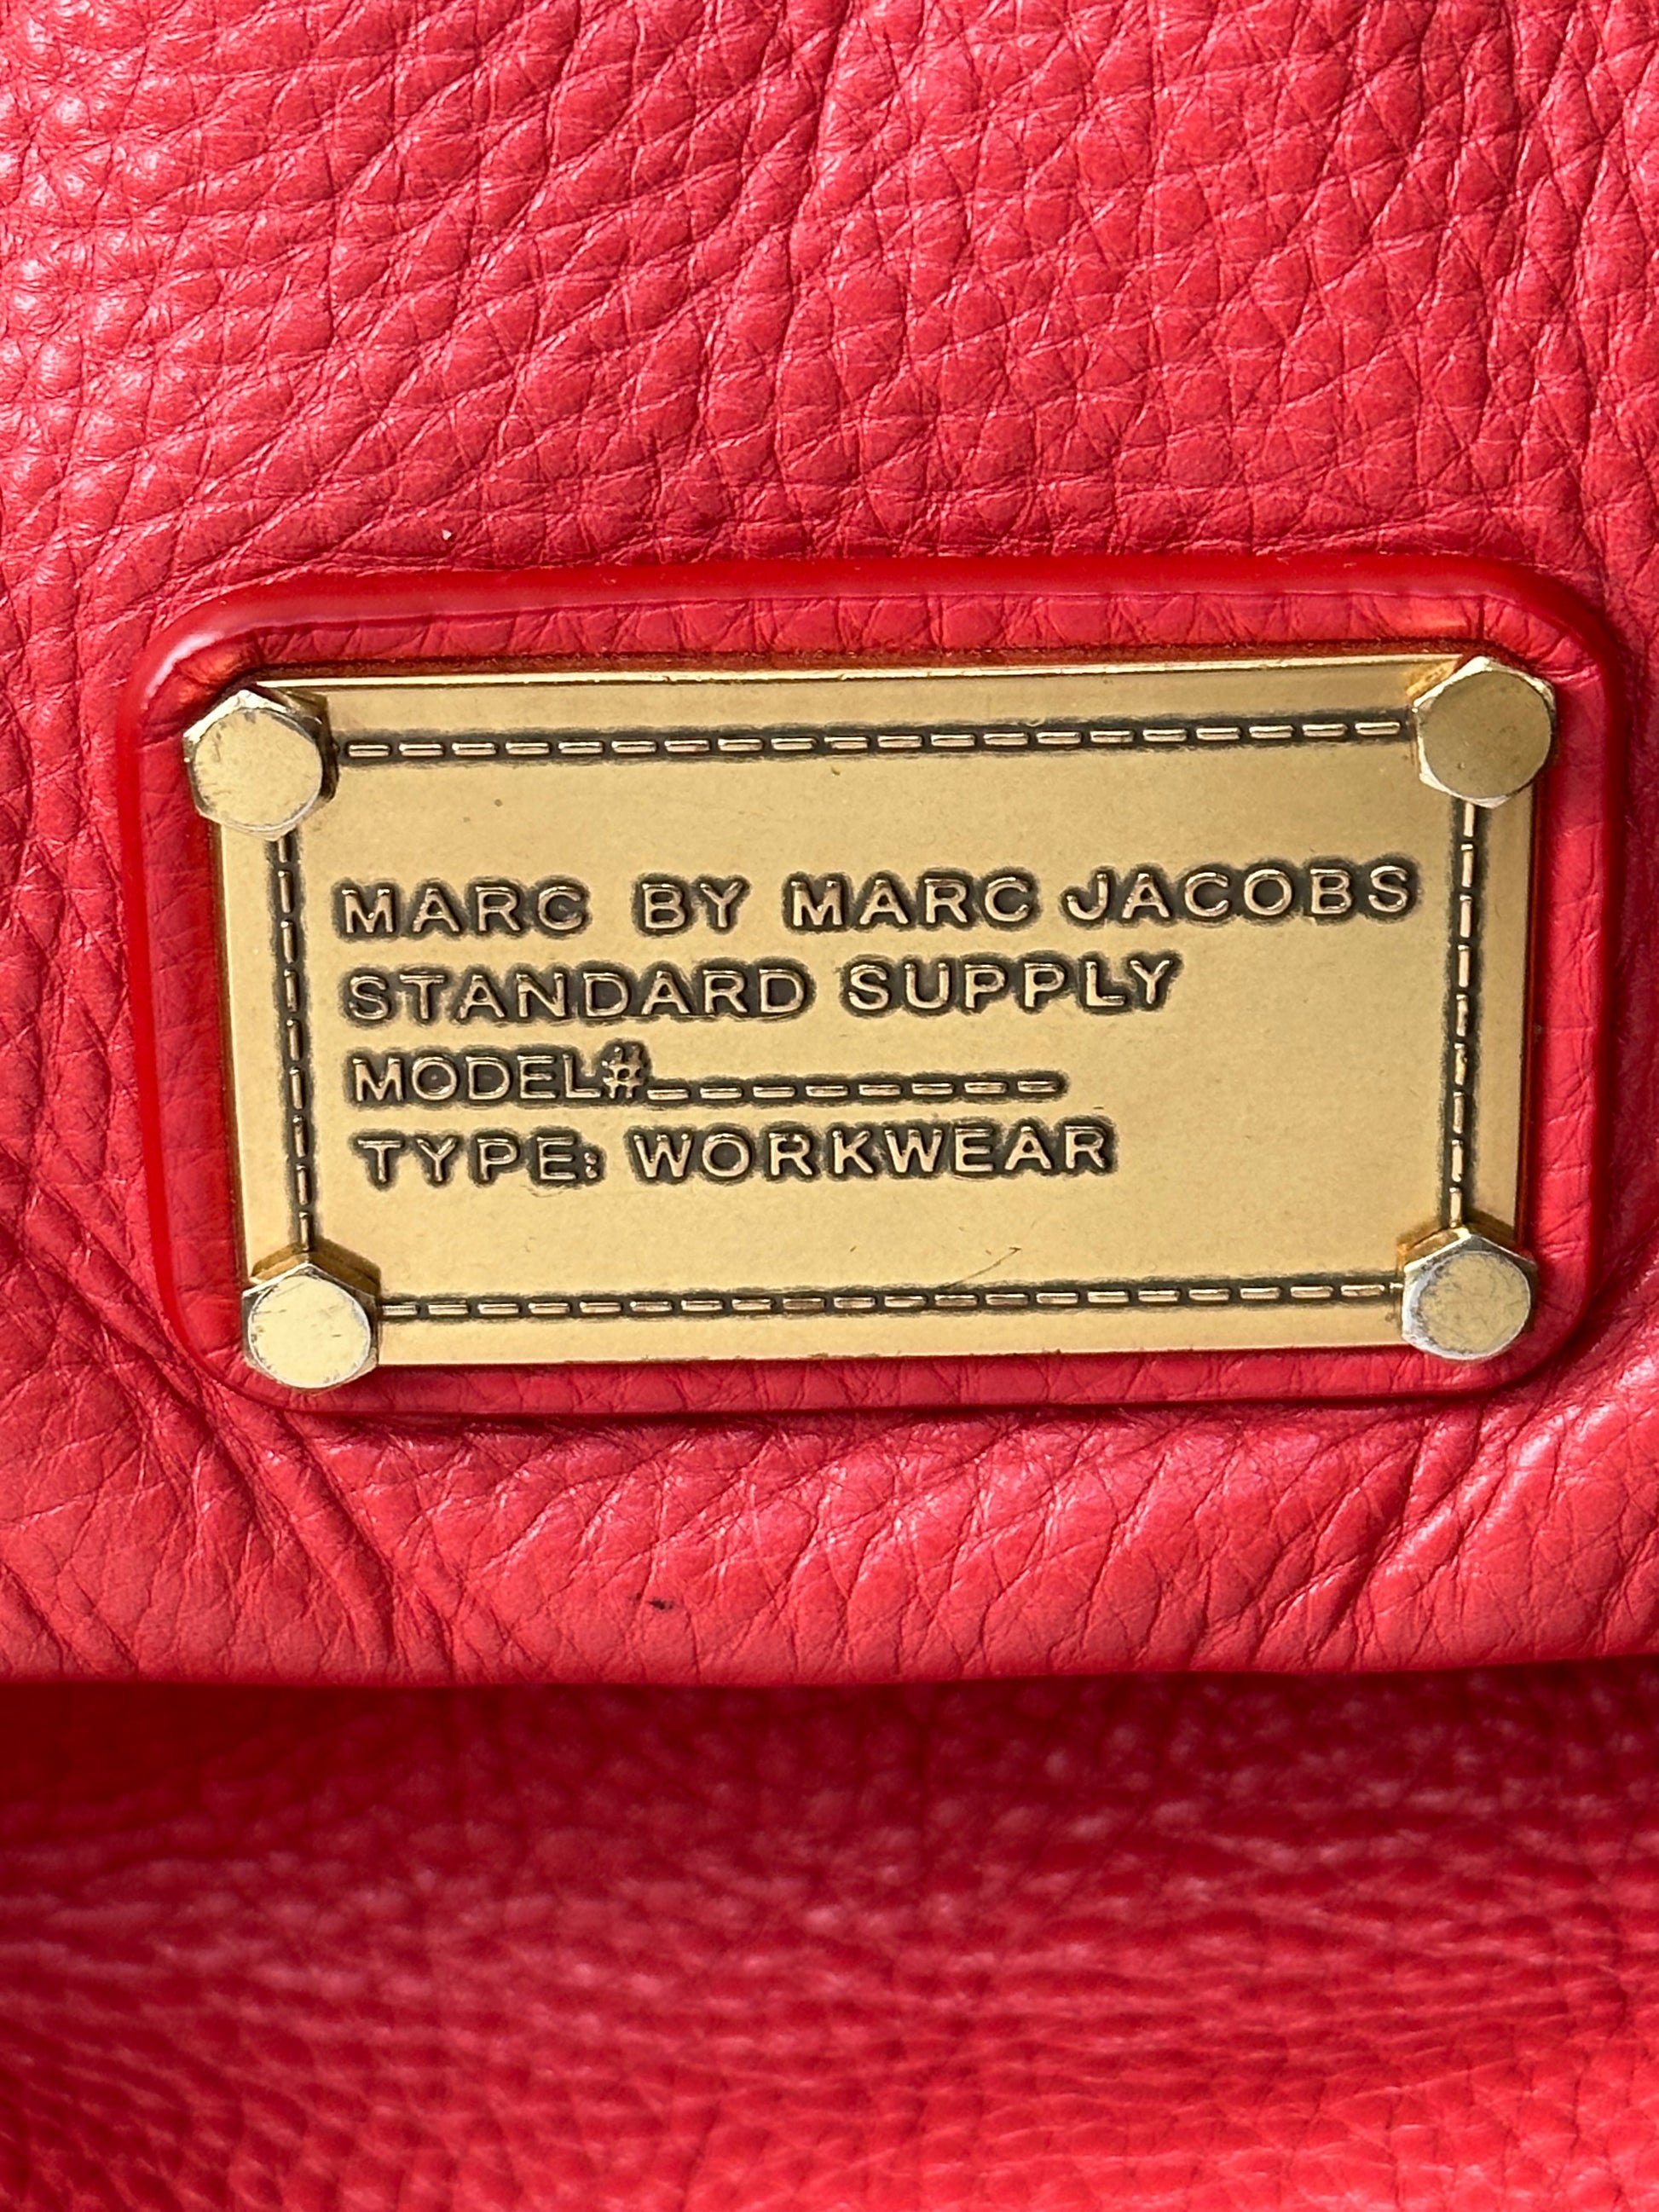 MARC BY MARC JACOBS
STANDARD SUPPLY
MODEL#_________
TYPE: WORKWEAR